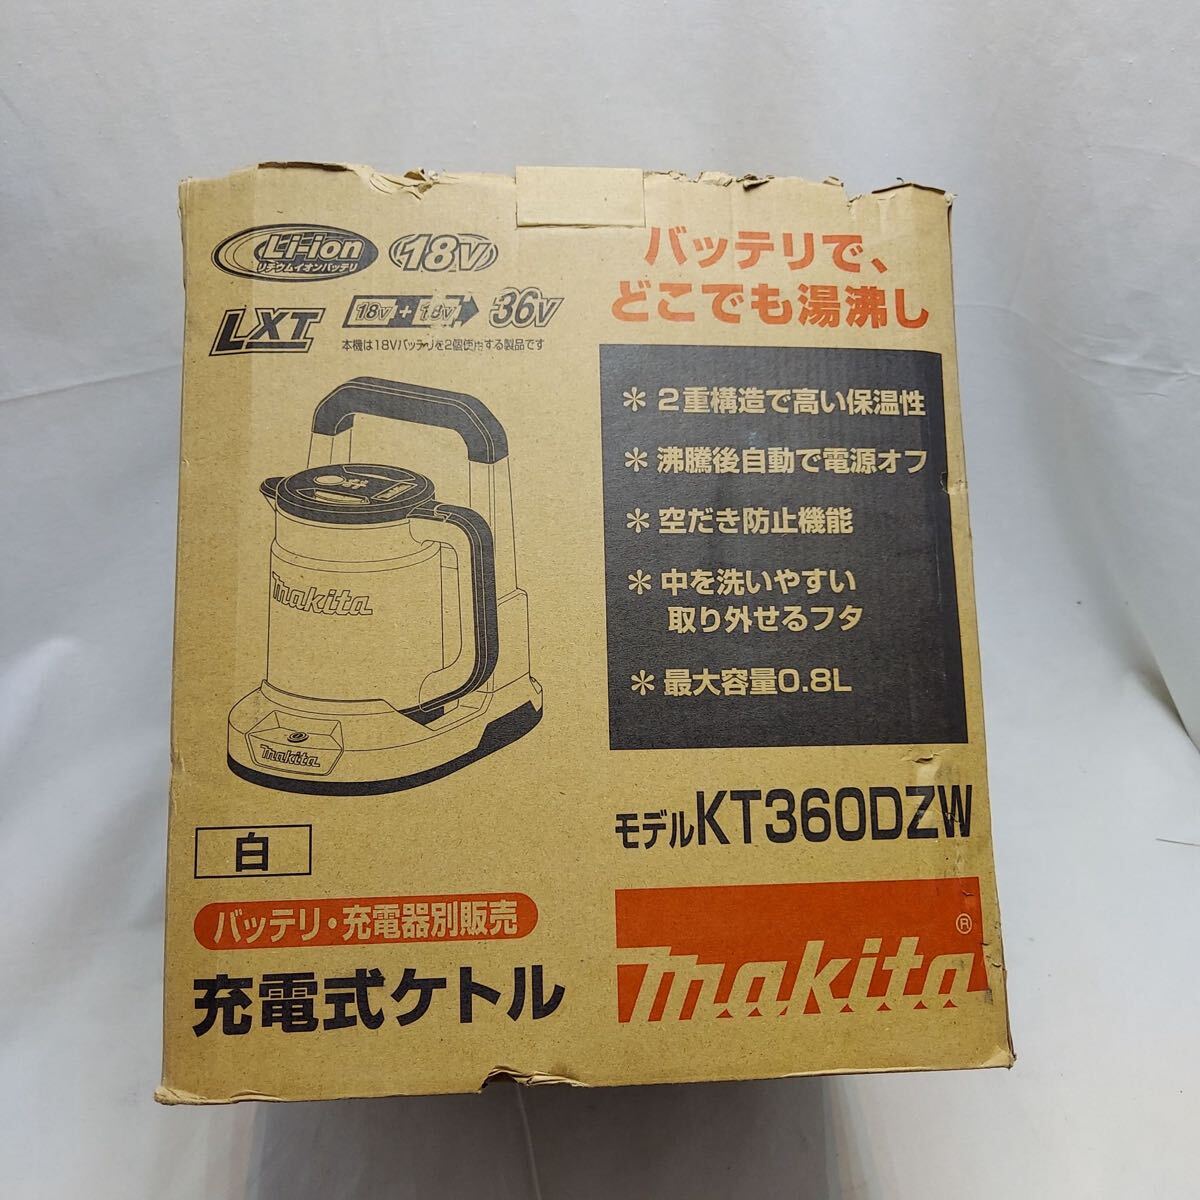 Li-ion
リチウムイオンバッテリ
18V
LXT
18V + 18V 36V
本機は18Vバッテリを2個使用する製品です
バッテリで、
どこでも湯沸し
＊ 2重構造で高い保温性
＊ 沸騰後自動で電源オフ
＊ 空だき防止機能
＊ 中を洗いやすい
取り外せるフタ
＊ 最大容量0.8L
makita
makita
白
モデルKT360DZW
バッテリ・充電器別販売
充電式ケトル
makita®